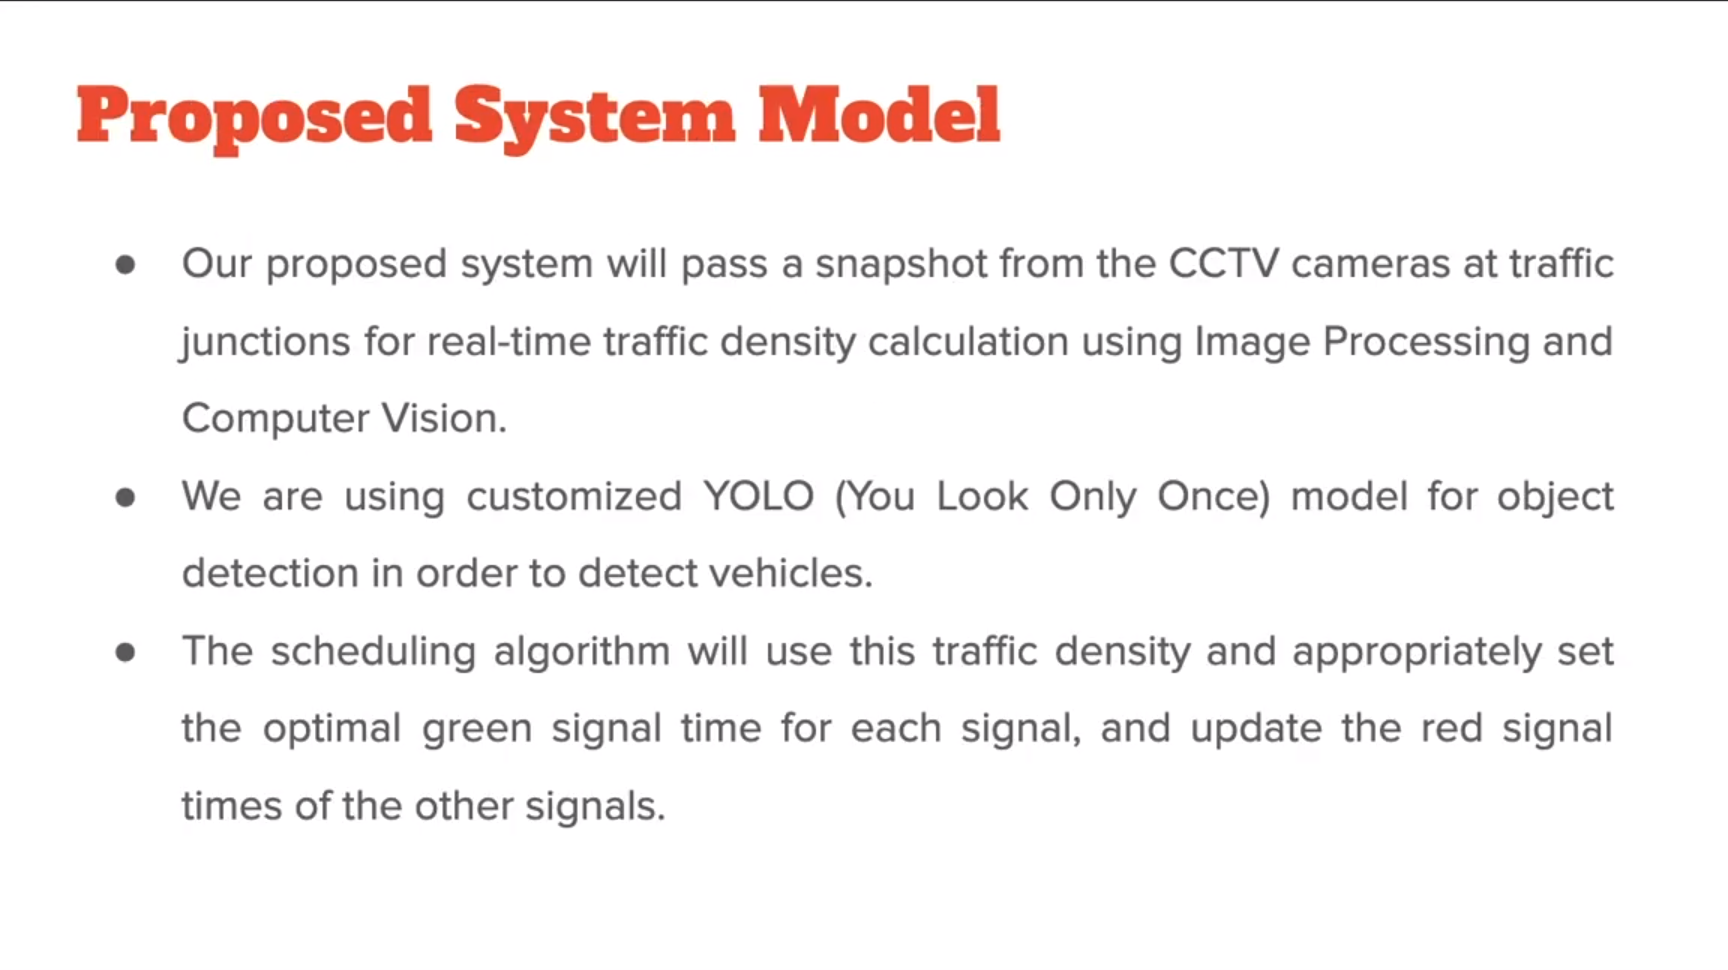 Proposed System Model
● Our proposed system will pass a snapshot from the CCTV cameras at traffic
junctions for real-time traffic density calculation using Image Processing and
Computer Vision.
● We are using customized YOLO (You Look Only Once) model for object
detection in order to detect vehicles.
● The scheduling algorithm will use this traffic density and appropriately set
the optimal green signal time for each signal, and update the red signal
times of the other signals.